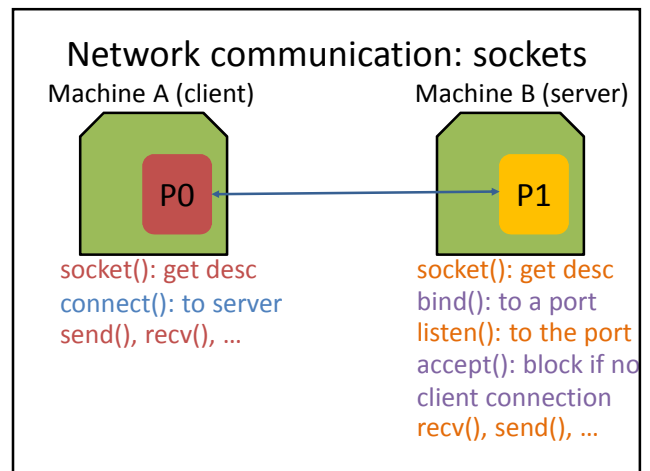 Network communication: sockets
Machine A (client)
Machine B (server)
P0
P1
socket(): get desc
connect(): to server
send(), recv(), …
socket(): get desc
bind(): to a port
listen(): to the port
accept(): block if no
client connection
recv(), send(), …